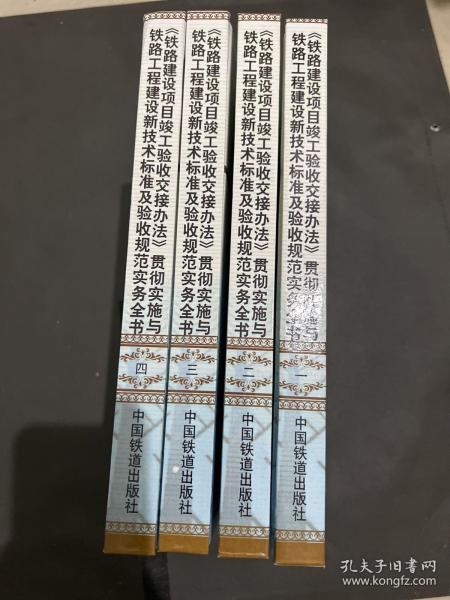 《铁路建设项目竣工验收交接办法》贯彻实施与
铁路工程建设新技术标准及验收规范实务全书
四
中国铁道出版社
《铁路建设项目竣工验收交接办法》贯彻实施与
铁路工程建设新技术标准及验收规范实务全书
三
中国铁道出版社
《铁路建设项目竣工验收交接办法》贯彻实施与
铁路工程建设新技术标准及验收规范实务全书
二
中国铁道出版社
《铁路建设项目竣工验收交接办法》贯彻实施与
铁路工程建设新技术标准及验收规范实务全书
一
中国铁道出版社
孔夫子旧书网
www.kongfz.com